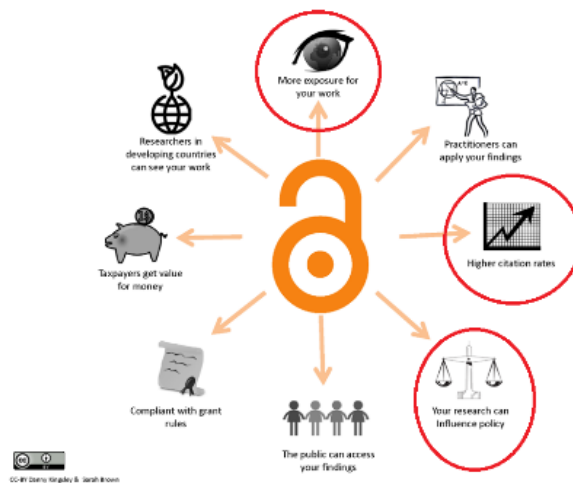 More exposure for
your work
Researchers in
developing countries
can see your work
Practitioners can
apply your findings
Taxpayers get value
for money
Higher citation rates
Compliant with grant
rules
Your research can
Influence policy
The public can access
your findings
CC-BY Danny Kingsley & Sarah Brown